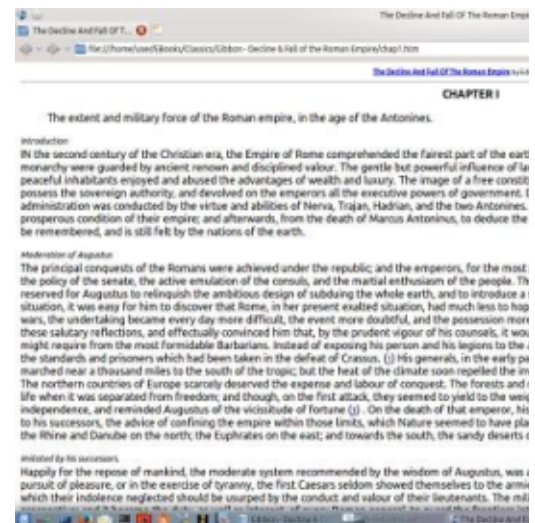 The Decline And Fall Of The Roman Empi
The Decline And Fall Of T...
file:///home/user/EBooks/Classics/Gibbon - Decline & Fall of the Roman Empire/chap1.htm
The Decline And Fall Of The Roman Empire by Ed
CHAPTER I
The extent and military force of the Roman empire, in the age of the Antonines.
Introduction
IN the second century of the Christian era, the Empire of Rome comprehended the fairest part of the eart
monarchy were guarded by ancient renown and disciplined valour. The gentle but powerful influence of la
peaceful inhabitants enjoyed and abused the advantages of wealth and luxury. The image of a free constit
possess the sovereign authority, and devolved on the emperors all the executive powers of government. D
administration was conducted by the virtue and abilities of Nerva, Trajan, Hadrian, and the two Antonines.
prosperous condition of their empire; and afterwards, from the death of Marcus Antoninus, to deduce the
be remembered, and is still felt by the nations of the earth.
Moderation of Augustus
The principal conquests of the Romans were achieved under the republic; and the emperors, for the most
the policy of the senate, the active emulation of the consuls, and the martial enthusiasm of the people. Th
reserved for Augustus to relinquish the ambitious design of subduing the whole earth, and to introduce a
situation, it was easy for him to discover that Rome, in her present exalted situation, had much less to hop
wars, the undertaking became every day more difficult, the event more doubtful, and the possession more
these salutary reflections, and effectually convinced him that, by the prudent vigour of his counsels, it wou
might require from the most formidable Barbarians. Instead of exposing his person and his legions to the a
the standards and prisoners which had been taken in the defeat of Crassus. (1) His generals, in the early pa
marched near a thousand miles to the south of the tropic; but the heat of the climate soon repelled the inv
The northern countries of Europe scarcely deserved the expense and labour of conquest. The forests and
life when it was separated from freedom; and though, on the first attack, they seemed to yield to the weig
independence, and reminded Augustus of the vicissitude of fortune (3) . On the death of that emperor, his
to his successors, the advice of confining the empire within those limits, which Nature seemed to have pla
the Rhine and Danube on the north; the Euphrates on the east; and towards the south, the sandy deserts o
Imitated by his successors.
Happily for the repose of mankind, the moderate system recommended by the wisdom of Augustus, was a
pursuit of pleasure, or in the exercise of tyranny, the first Caesars seldom showed themselves to the armie
which their indolence neglected should be usurped by the conduct and valour of their lieutenants. The mili
Gibbon - Decline &
The Decline And Fall